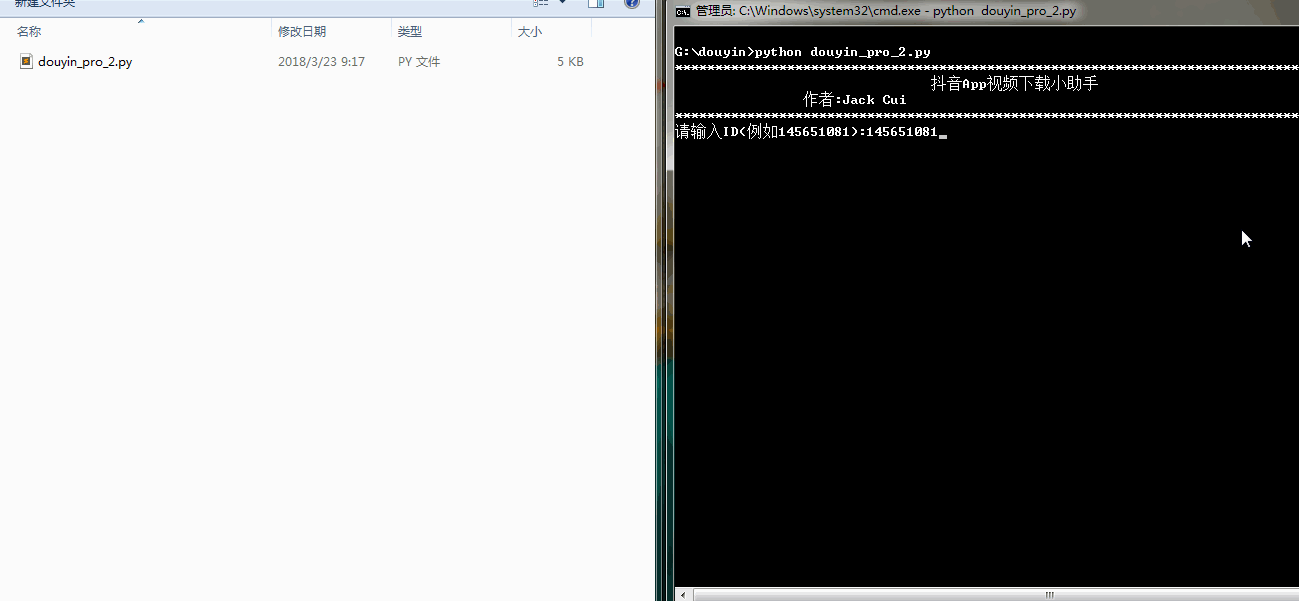 新建文件夹
名称 修改日期 类型 大小
douyin_pro_2.py 2018/3/23 9:17 PY 文件 5 KB
管理员: C:\Windows\system32\cmd.exe - python  douyin_pro_2.py
G:\douyin>python douyin_pro_2.py
*******************************************************************************
抖音App视频下载小助手
作者:Jack Cui
*******************************************************************************
请输入ID(例如145651081):145651081_